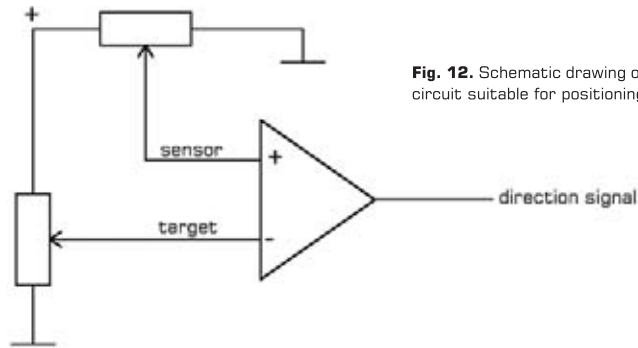 +
Fig. 12. Schematic drawing o
circuit suitable for positioning
sensor
+
direction signal
target
-